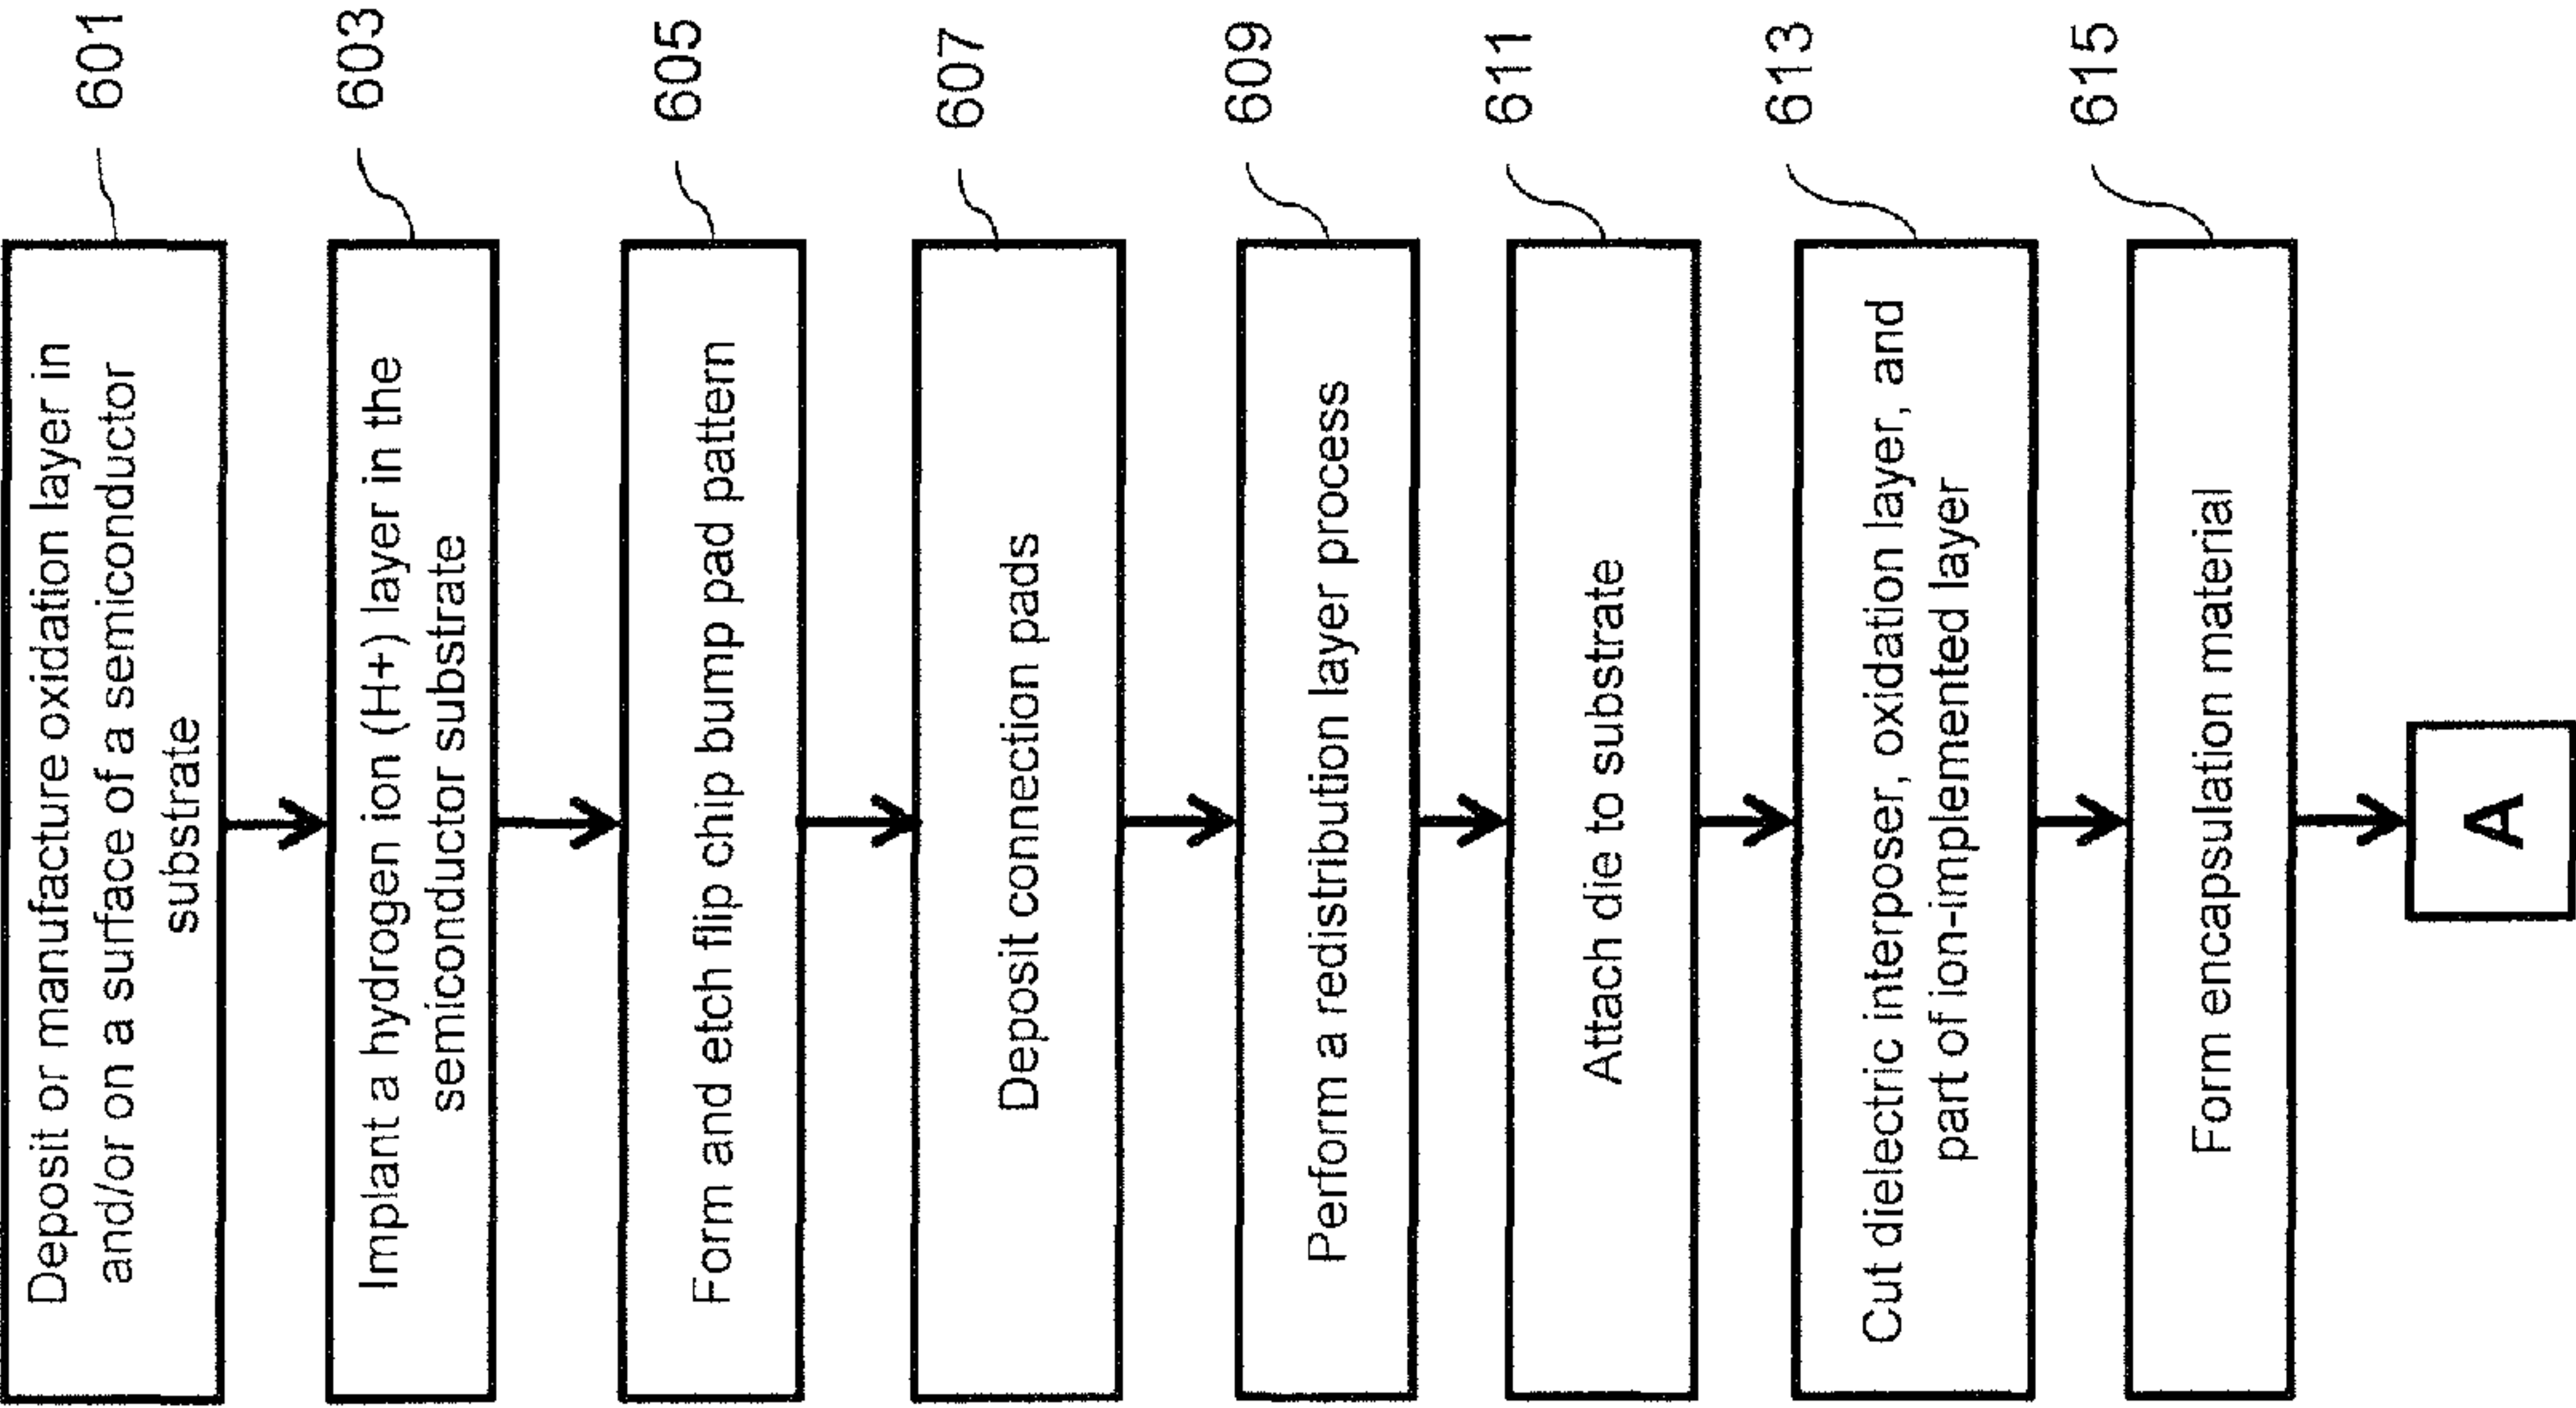 Deposit or manufacture oxidation layer in
and/or on a surface of a semiconductor
substrate
601
Implant a hydrogen ion (H+) layer in the
semiconductor substrate
603
Form and etch flip chip bump pad pattern
605
Deposit connection pads
607
Perform a redistribution layer process
609
Attach die to substrate
611
Cut dielectric interposer, oxidation layer, and
part of ion-implemented layer
613
Form encapsulation material
615
A